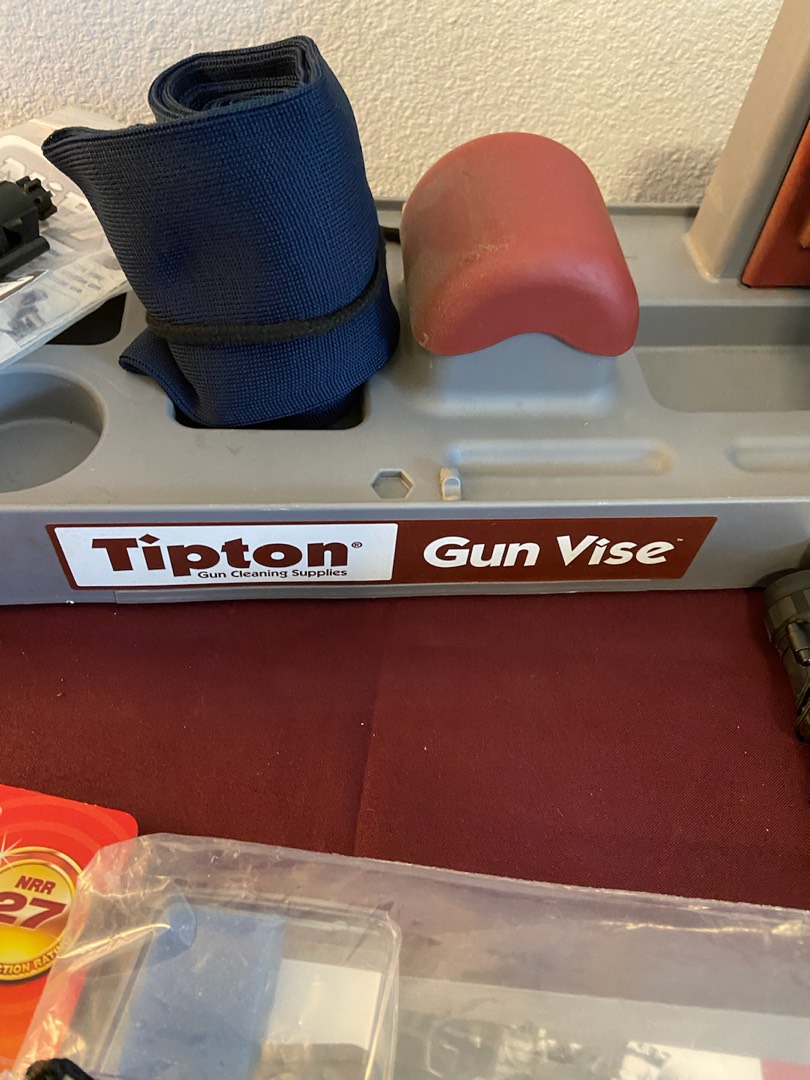 Tipton® Gun Vise™
Gun Cleaning Supplies
NRR
27